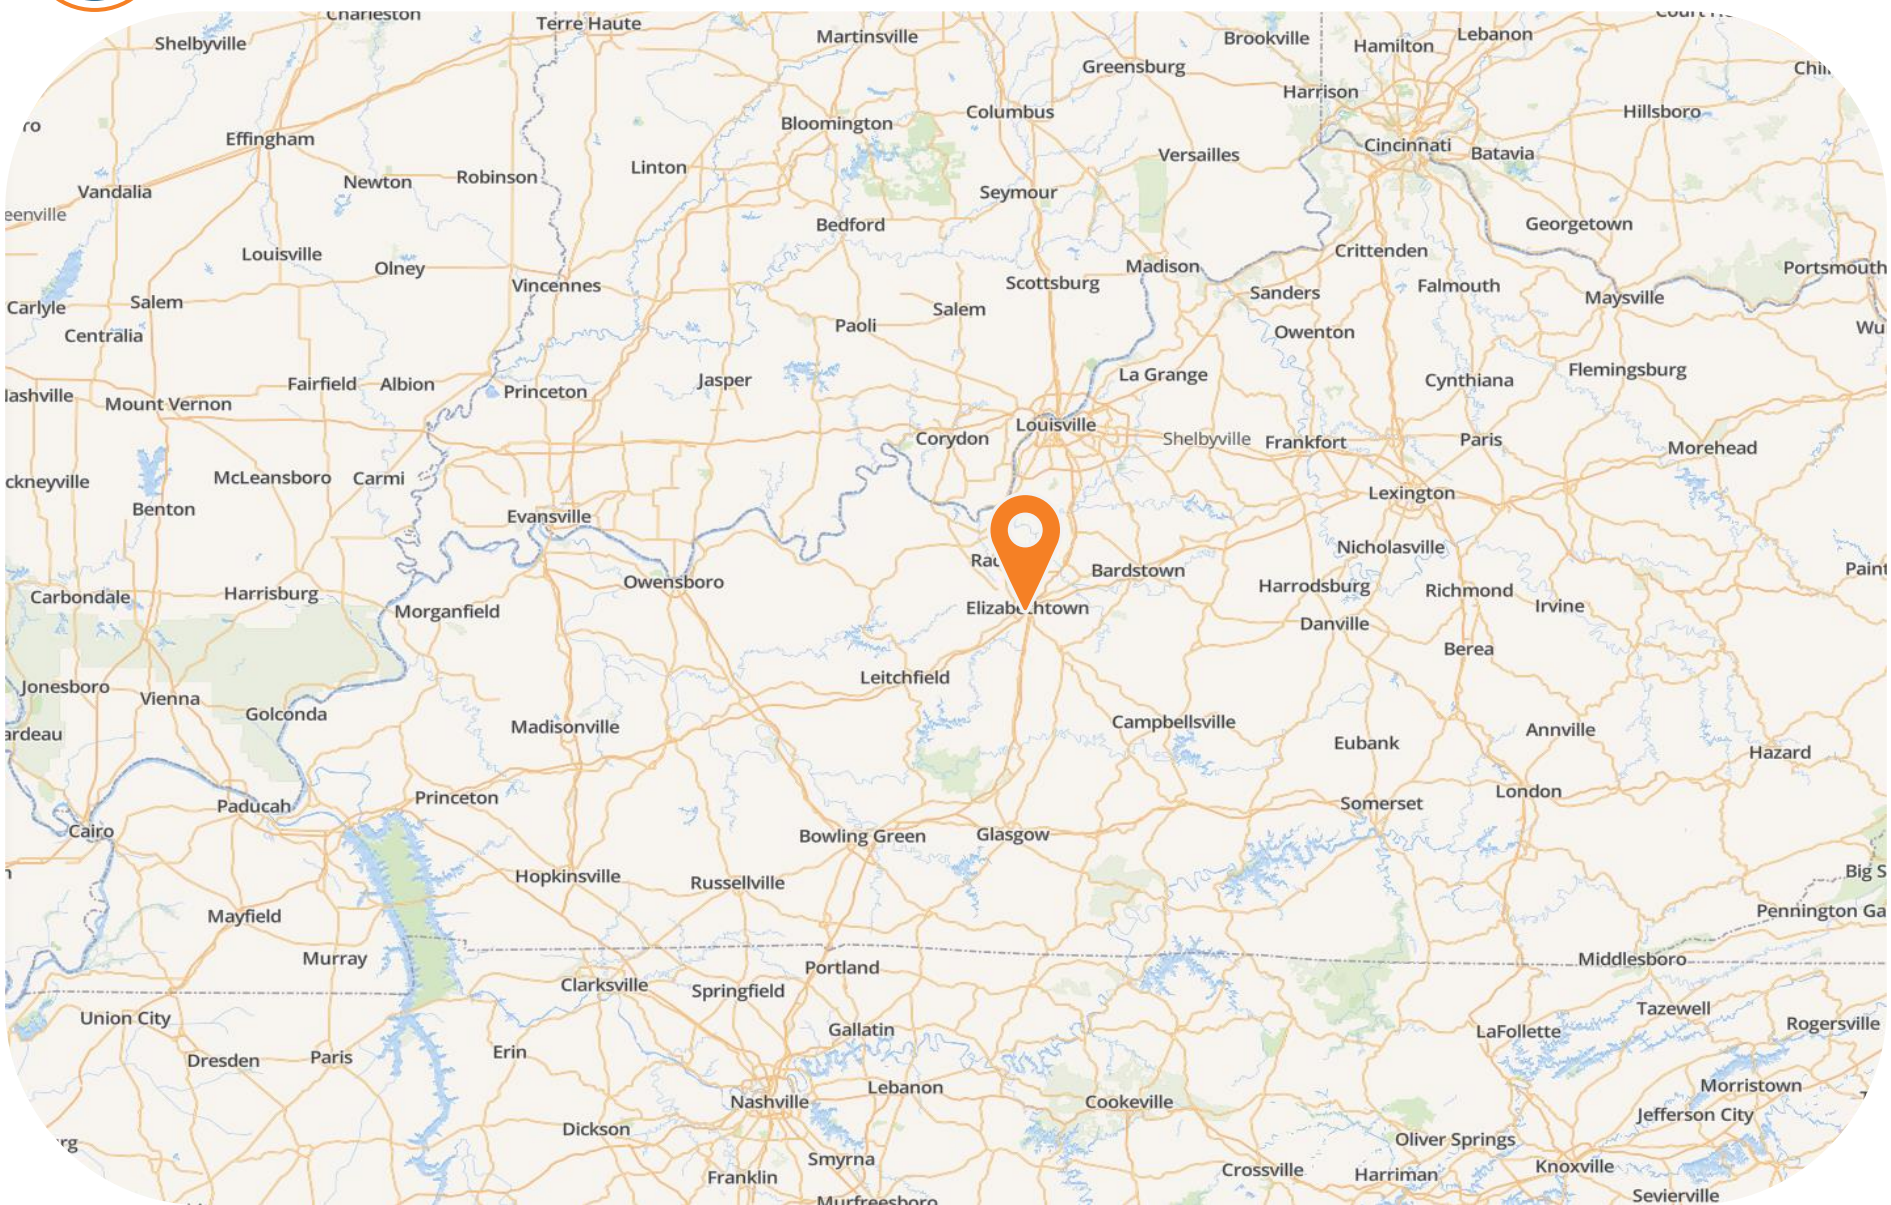 Charleston
Terre Haute
Shelbyville
Martinsville
Brookville
Hamilton
Lebanon
Greensburg
Harrison
Columbus
Hillsboro
Effingham
Bloomington
Cincinnati
Batavia
Versailles
Linton
Robinson
Newton
Vandalia
Seymour
Bedford
Georgetown
Louisville
Crittenden
Olney
Madison
Portsmouth
Vincennes
Scottsburg
Sanders
Falmouth
Maysville
Carlyle
Salem
Salem
Paoli
Owenton
Centralia
Fairfield
Albion
Princeton
Jasper
La Grange
Cynthiana
Flemingsburg
Mount Vernon
Louisville
Corydon
Shelbyville
Frankfort
Paris
Morehead
McLeansboro
Carmi
Lexington
Benton
Evansville
Nicholasville
Bardstown
Owensboro
Harrodsburg
Richmond
Irvine
Carbondale
Harrisburg
Morganfield
Elizabethtown
Danville
Berea
Leitchfield
Jonesboro
Vienna
Golconda
Madisonville
Campbellsville
Annville
Eubank
Hazard
Princeton
Paducah
London
Somerset
Cairo
Bowling Green
Glasgow
Hopkinsville
Russellville
Mayfield
Murray
Middlesboro
Portland
Clarksville
Springfield
Tazewell
Union City
Gallatin
LaFollette
Rogersville
Dresden
Paris
Erin
Lebanon
Morristown
Nashville
Cookeville
Jefferson City
Dickson
Oliver Springs
Smyrna
Franklin
Crossville
Harriman
Knoxville
Sevierville
Murfreesboro